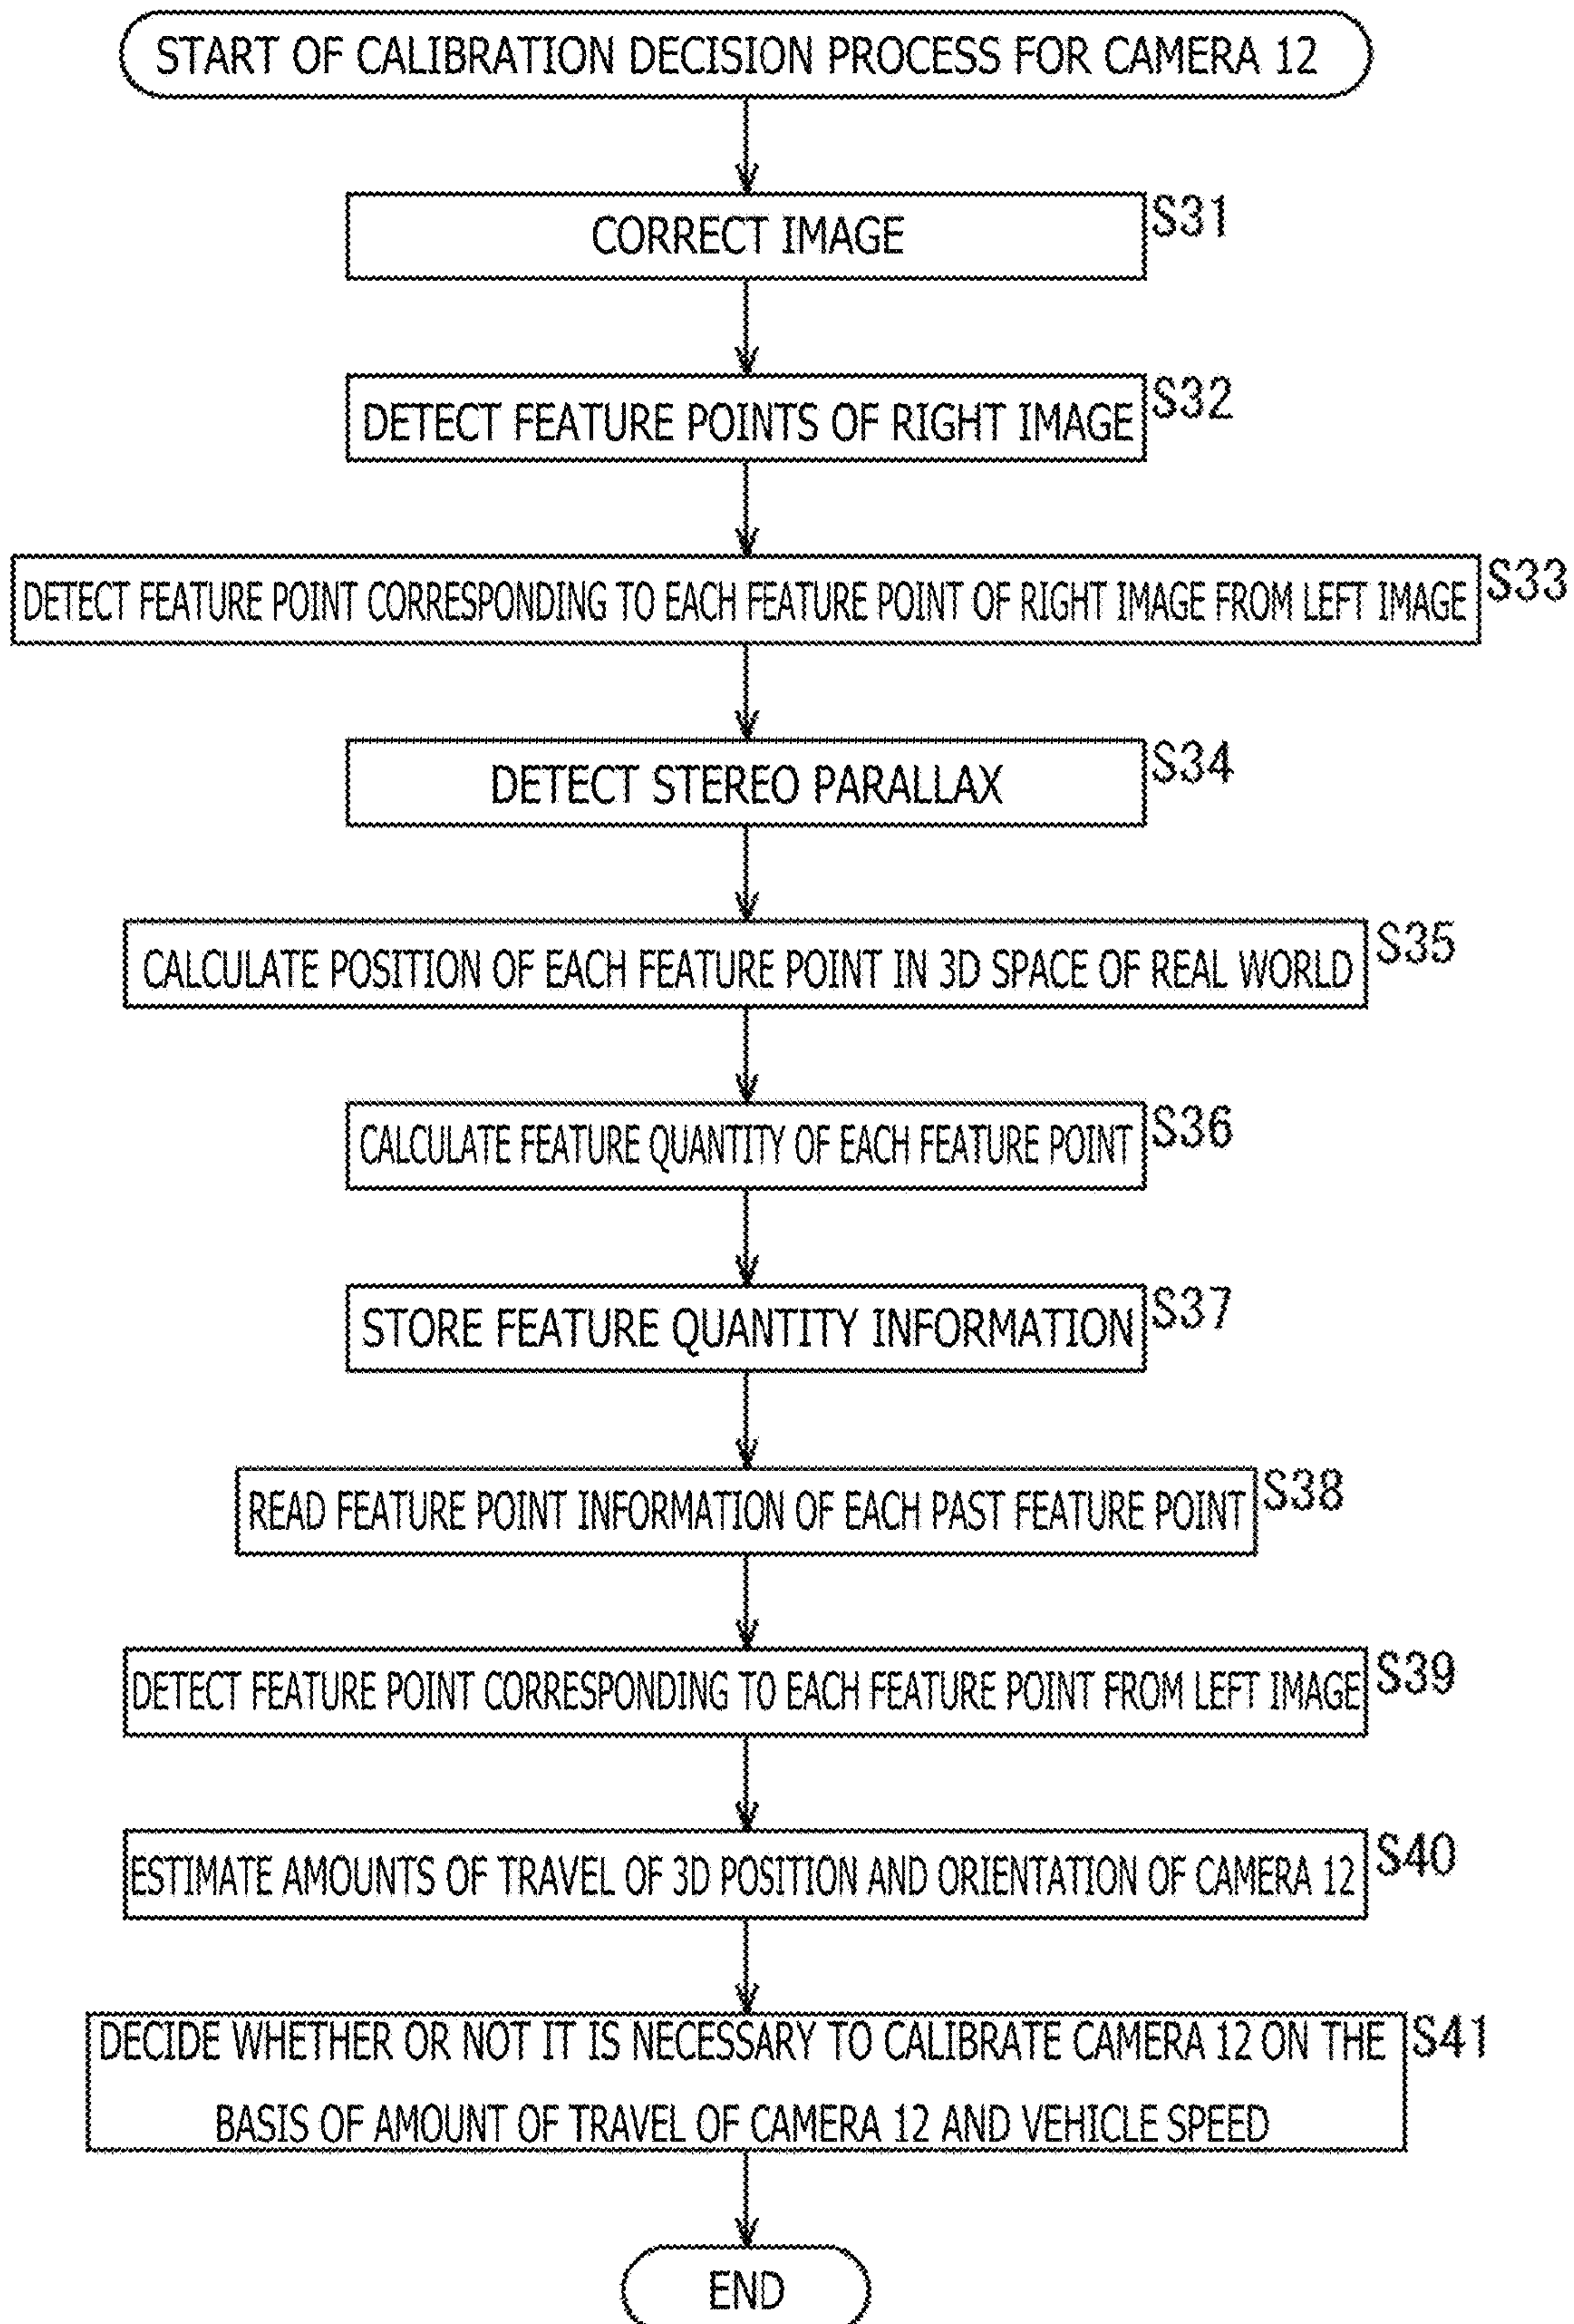 START OF CALIBRATION DECISION PROCESS FOR CAMERA 12
CORRECT IMAGE
S31
DETECT FEATURE POINTS OF RIGHT IMAGE
S32
DETECT FEATURE POINT CORRESPONDING TO EACH FEATURE POINT OF RIGHT IMAGE FROM LEFT IMAGE
S33
DETECT STEREO PARALLAX
S34
CALCULATE POSITION OF EACH FEATURE POINT IN 3D SPACE OF REAL WORLD
S35
CALCULATE FEATURE QUANTITY OF EACH FEATURE POINT
S36
STORE FEATURE QUANTITY INFORMATION
S37
READ FEATURE POINT INFORMATION OF EACH PAST FEATURE POINT
S38
DETECT FEATURE POINT CORRESPONDING TO EACH FEATURE POINT FROM LEFT IMAGE
S39
ESTIMATE AMOUNTS OF TRAVEL OF 3D POSITION AND ORIENTATION OF CAMERA 12
S40
DECIDE WHETHER OR NOT IT IS NECESSARY TO CALIBRATE CAMERA 12 ON THE
BASIS OF AMOUNT OF TRAVEL OF CAMERA 12 AND VEHICLE SPEED
S41
END